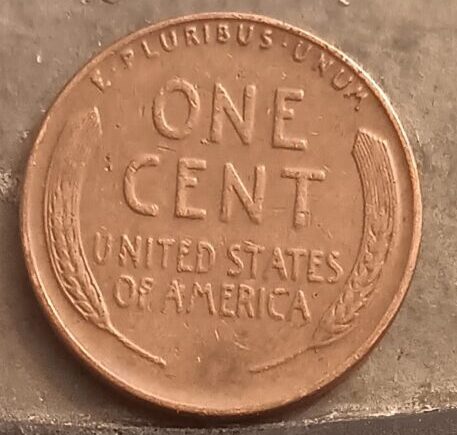 E·PLURIBUS·UNUM
ONE
CENT
UNITED STATES
OF AMERICA